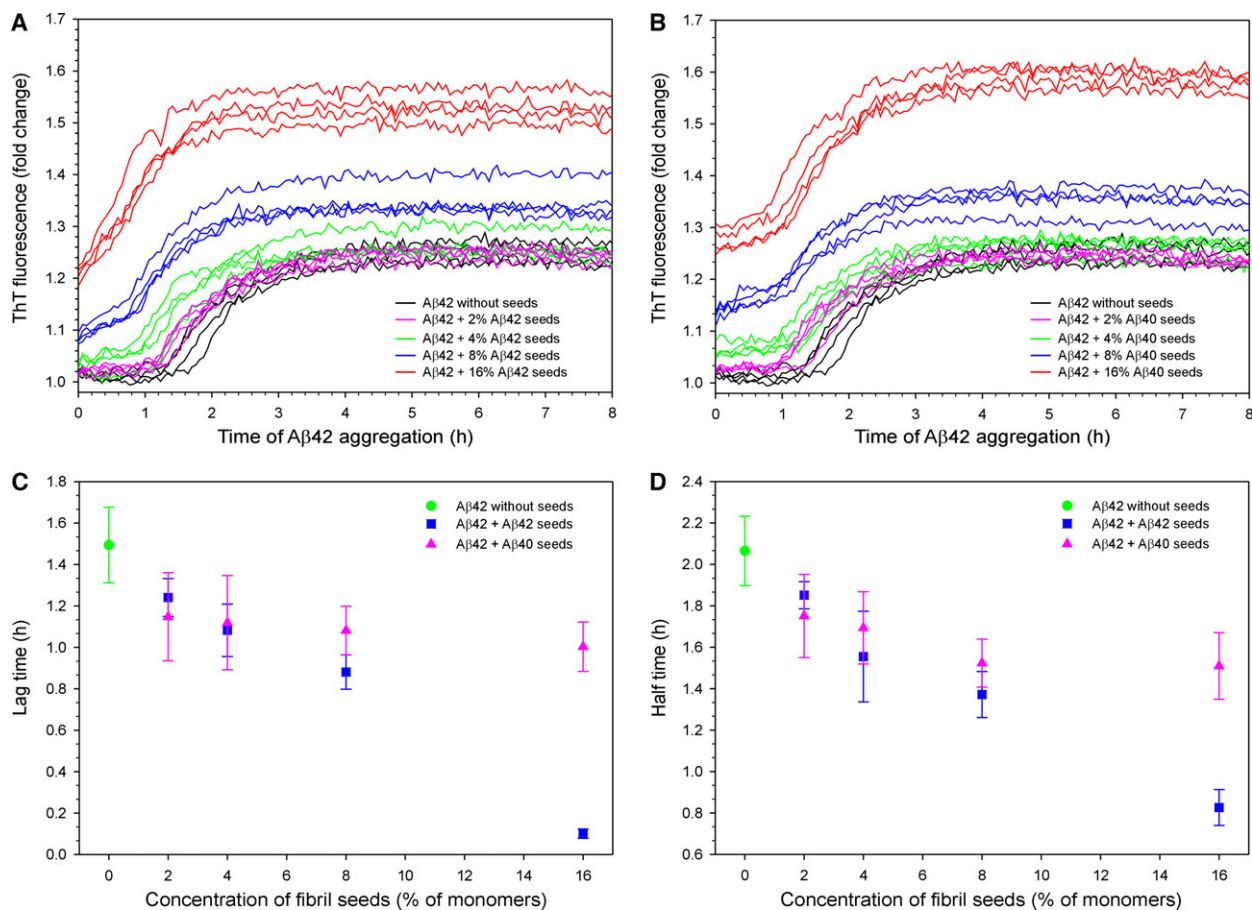 A
1.7
1.6
1.5
1.4
1.3
1.2
1.1
1.0
ThT fluorescence (fold change)
Aβ42 without seeds
Aβ42 + 2% Aβ42 seeds
Aβ42 + 4% Aβ42 seeds
Aβ42 + 8% Aβ42 seeds
Aβ42 + 16% Aβ42 seeds
0 1 2 3 4 5 6 7 8
Time of Aβ42 aggregation (h)
B
1.7
1.6
1.5
1.4
1.3
1.2
1.1
1.0
ThT fluorescence (fold change)
Aβ42 without seeds
Aβ42 + 2% Aβ40 seeds
Aβ42 + 4% Aβ40 seeds
Aβ42 + 8% Aβ40 seeds
Aβ42 + 16% Aβ40 seeds
0 1 2 3 4 5 6 7 8
Time of Aβ42 aggregation (h)
C
1.8
1.6
1.4
1.2
1.0
0.8
0.6
0.4
0.2
0.0
Lag time (h)
Aβ42 without seeds
Aβ42 + Aβ42 seeds
Aβ42 + Aβ40 seeds
0 2 4 6 8 10 12 14 16
Concentration of fibril seeds (% of monomers)
D
2.4
2.2
2.0
1.8
1.6
1.4
1.2
1.0
0.8
0.6
Half time (h)
Aβ42 without seeds
Aβ42 + Aβ42 seeds
Aβ42 + Aβ40 seeds
0 2 4 6 8 10 12 14 16
Concentration of fibril seeds (% of monomers)